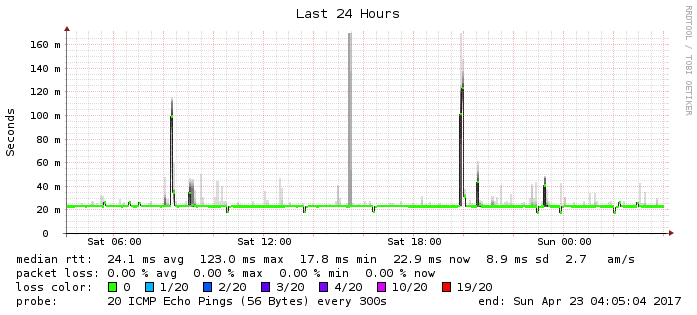 Last 24 Hours
RRDTOOL / TOBI OETIKER
Seconds
160 m
140 m
120 m
100 m
80 m
60 m
40 m
20 m
0
Sat 06:00 Sat 12:00 Sat 18:00 Sun 00:00
median rtt: 24.1 ms avg 123.0 ms max 17.8 ms min 22.9 ms now 8.9 ms sd 2.7 am/s
packet loss: 0.00 % avg 0.00 % max 0.00 % min 0.00 % now
loss color: 0 1/20 2/20 3/20 4/20 10/20 19/20
probe: 20 ICMP Echo Pings (56 Bytes) every 300s end: Sun Apr 23 04:05:04 2017